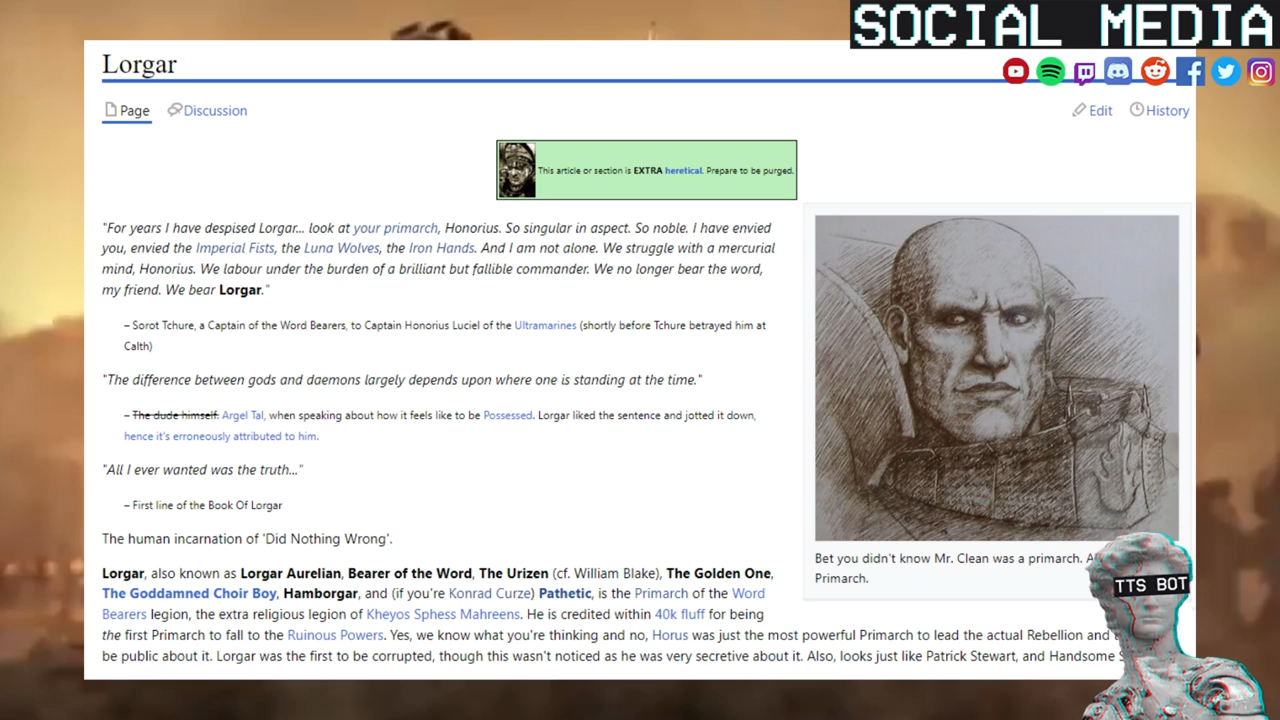 SOCIAL MEDIA
Lorgar
Page Discussion Edit History
This article or section is EXTRA heretical. Prepare to be purged.
"For years I have despised Lorgar... look at your primarch, Honorius. So singular in aspect. So noble. I have envied
you, envied the Imperial Fists, the Luna Wolves, the Iron Hands. And I am not alone. We struggle with a mercurial
mind, Honorius. We labour under the burden of a brilliant but fallible commander. We no longer bear the word,
my friend. We bear Lorgar."
– Sorot Tchure, a Captain of the Word Bearers, to Captain Honorius Luciel of the Ultramarines (shortly before Tchure betrayed him at
Calth)
"The difference between gods and daemons largely depends upon where one is standing at the time."
– The dude himself. Argel Tal, when speaking about how it feels like to be Possessed. Lorgar liked the sentence and jotted it down,
hence it's erroneously attributed to him.
"All I ever wanted was the truth..."
– First line of the Book Of Lorgar
The human incarnation of 'Did Nothing Wrong'.
Lorgar, also known as Lorgar Aurelian, Bearer of the Word, The Urizen (cf. William Blake), The Golden One,
The Goddamned Choir Boy, Hamborgar, and (if you're Konrad Curze) Pathetic, is the Primarch of the Word
Bearers legion, the extra religious legion of Kheyos Sphess Mahreens. He is credited within 40k fluff for being
the first Primarch to fall to the Ruinous Powers. Yes, we know what you're thinking and no, Horus was just the most powerful Primarch to lead the actual Rebellion and
be public about it. Lorgar was the first to be corrupted, though this wasn't noticed as he was very secretive about it. Also, looks just like Patrick Stewart, and Handsome
Bet you didn't know Mr. Clean was a primarch.
Primarch.
TTS BOT